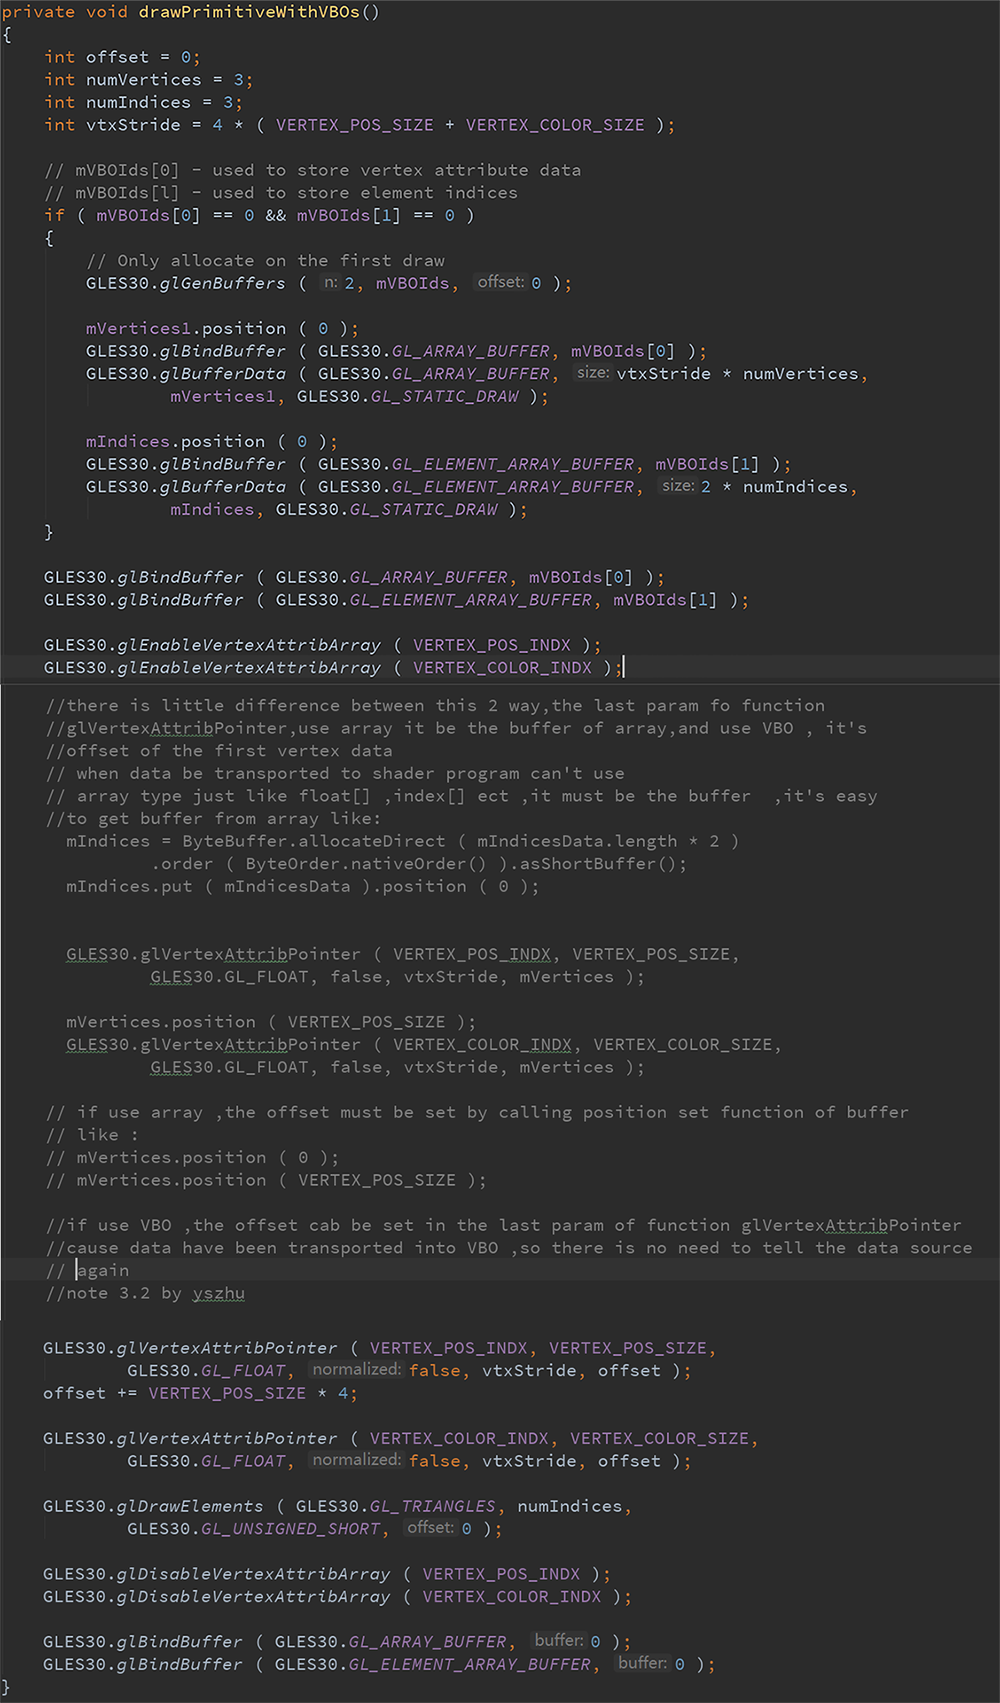 private void drawPrimitiveWithVBOs()
{
int offset = 0;
int numVertices = 3;
int numIndices = 3;
int vtxStride = 4 * ( VERTEX_POS_SIZE + VERTEX_COLOR_SIZE );
// mVBOIds[0] - used to store vertex attribute data
// mVBOIds[l] - used to store element indices
if ( mVBOIds[0] == 0 && mVBOIds[1] == 0 )
{
// Only allocate on the first draw
GLES30.glGenBuffers ( n: 2, mVBOIds, offset: 0 );
mVertices1.position ( 0 );
GLES30.glBindBuffer ( GLES30.GL_ARRAY_BUFFER, mVBOIds[0] );
GLES30.glBufferData ( GLES30.GL_ARRAY_BUFFER, size: vtxStride * numVertices,
mVertices1, GLES30.GL_STATIC_DRAW );
mIndices.position ( 0 );
GLES30.glBindBuffer ( GLES30.GL_ELEMENT_ARRAY_BUFFER, mVBOIds[1] );
GLES30.glBufferData ( GLES30.GL_ELEMENT_ARRAY_BUFFER, size: 2 * numIndices,
mIndices, GLES30.GL_STATIC_DRAW );
}
GLES30.glBindBuffer ( GLES30.GL_ARRAY_BUFFER, mVBOIds[0] );
GLES30.glBindBuffer ( GLES30.GL_ELEMENT_ARRAY_BUFFER, mVBOIds[1] );
GLES30.glEnableVertexAttribArray ( VERTEX_POS_INDX );
GLES30.glEnableVertexAttribArray ( VERTEX_COLOR_INDX );
//there is little difference between this 2 way,the last param fo function
//glVertexAttribPointer,use array it be the buffer of array,and use VBO , it's
//offset of the first vertex data
// when data be transported to shader program can't use
// array type just like float[] ,index[] ect ,it must be the buffer  ,it's easy
//to get buffer from array like:
mIndices = ByteBuffer.allocateDirect ( mIndicesData.length * 2 )
.order ( ByteOrder.nativeOrder() ).asShortBuffer();
mIndices.put ( mIndicesData ).position ( 0 );
GLES30.glVertexAttribPointer ( VERTEX_POS_INDX, VERTEX_POS_SIZE,
GLES30.GL_FLOAT, false, vtxStride, mVertices );
mVertices.position ( VERTEX_POS_SIZE );
GLES30.glVertexAttribPointer ( VERTEX_COLOR_INDX, VERTEX_COLOR_SIZE,
GLES30.GL_FLOAT, false, vtxStride, mVertices );
// if use array ,the offset must be set by calling position set function of buffer
// like :
// mVertices.position ( 0 );
// mVertices.position ( VERTEX_POS_SIZE );
//if use VBO ,the offset cab be set in the last param of function glVertexAttribPointer
//cause data have been transported into VBO ,so there is no need to tell the data source
// again
//note 3.2 by yszhu
GLES30.glVertexAttribPointer ( VERTEX_POS_INDX, VERTEX_POS_SIZE,
GLES30.GL_FLOAT, normalized: false, vtxStride, offset );
offset += VERTEX_POS_SIZE * 4;
GLES30.glVertexAttribPointer ( VERTEX_COLOR_INDX, VERTEX_COLOR_SIZE,
GLES30.GL_FLOAT, normalized: false, vtxStride, offset );
GLES30.glDrawElements ( GLES30.GL_TRIANGLES, numIndices,
GLES30.GL_UNSIGNED_SHORT, offset: 0 );
GLES30.glDisableVertexAttribArray ( VERTEX_POS_INDX );
GLES30.glDisableVertexAttribArray ( VERTEX_COLOR_INDX );
GLES30.glBindBuffer ( GLES30.GL_ARRAY_BUFFER, buffer: 0 );
GLES30.glBindBuffer ( GLES30.GL_ELEMENT_ARRAY_BUFFER, buffer: 0 );
}